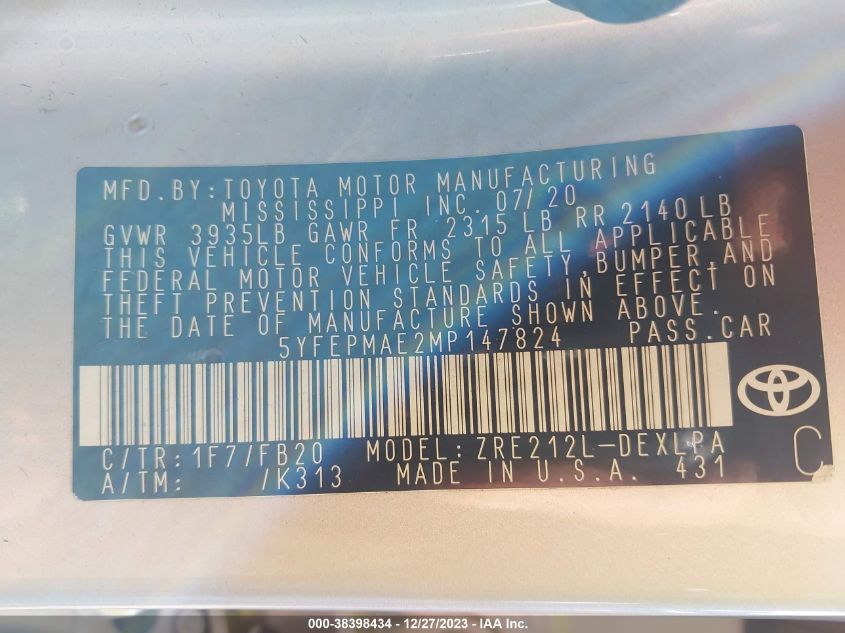 MFD. BY: TOYOTA MOTOR MANUFACTURING
MISSISSIPPI INC. 07/20
GVWR 3935LB GAWR FR 2315 LB RR 2140 LB
THIS VEHICLE CONFORMS TO ALL APPLICABLE
FEDERAL MOTOR VEHICLE SAFETY, BUMPER, AND
THEFT PREVENTION STANDARDS IN EFFECT ON
THE DATE OF MANUFACTURE SHOWN ABOVE.
5YFEPMAE2MP147824 PASS. CAR
C/TR: 1F7/FB20 MODEL: ZRE212L-DEXLPA C
A/TM: /K313 MADE IN U.S.A. 431
000-38398434 - 12/27/2023 - IAA Inc.